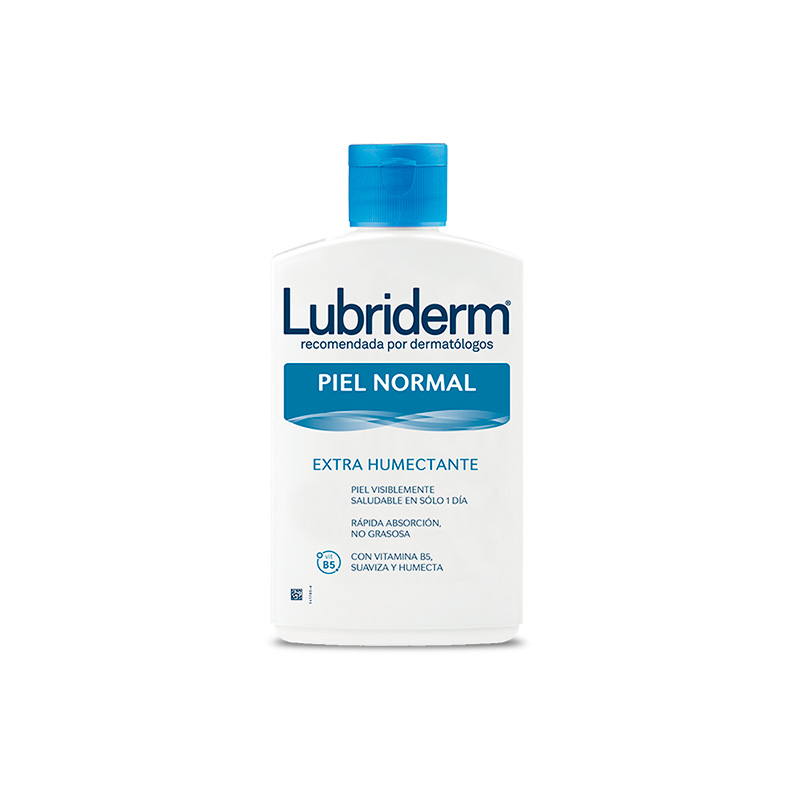 Lubriderm®
recomendada por dermatólogos
PIEL NORMAL
EXTRA HUMECTANTE
PIEL VISIBLEMENTE
SALUDABLE EN SÓLO 1 DÍA
RÁPIDA ABSORCIÓN,
NO GRASOSA
vit
B5
CON VITAMINA B5,
SUAVIZA Y HUMECTA